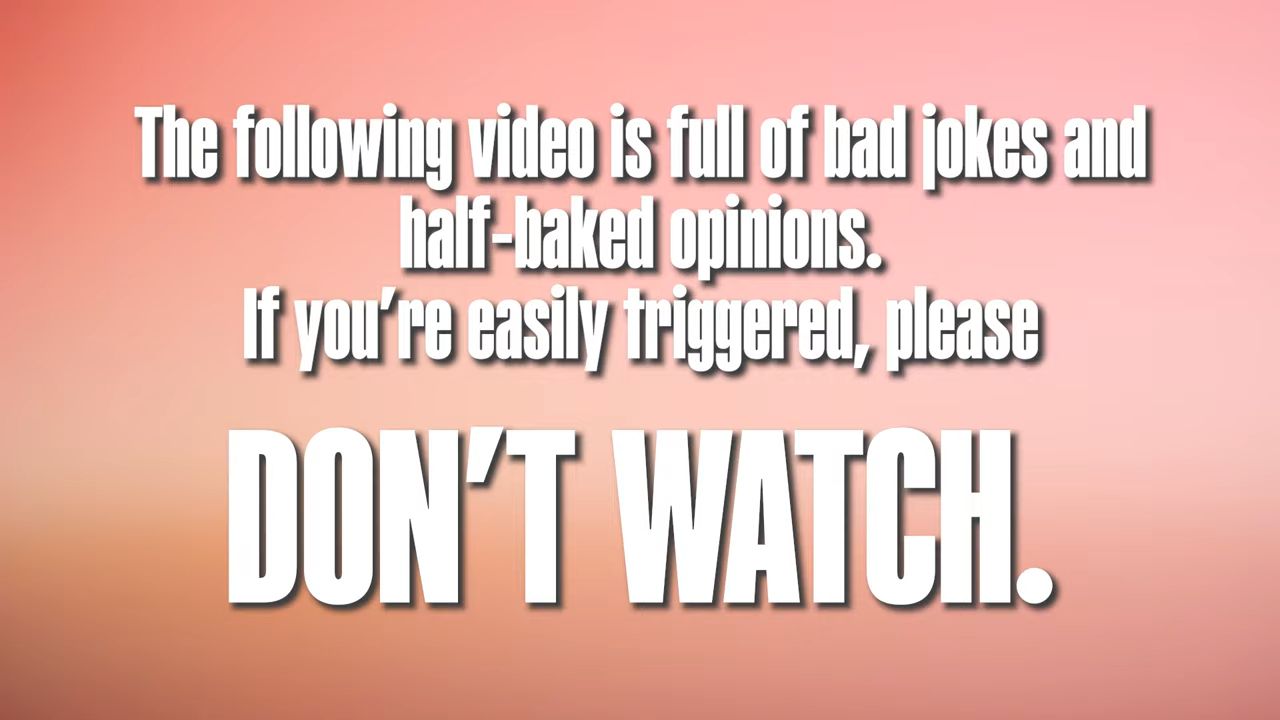 The following video is full of bad jokes and
half-baked opinions.
If you’re easily triggered, please
DON’T WATCH.